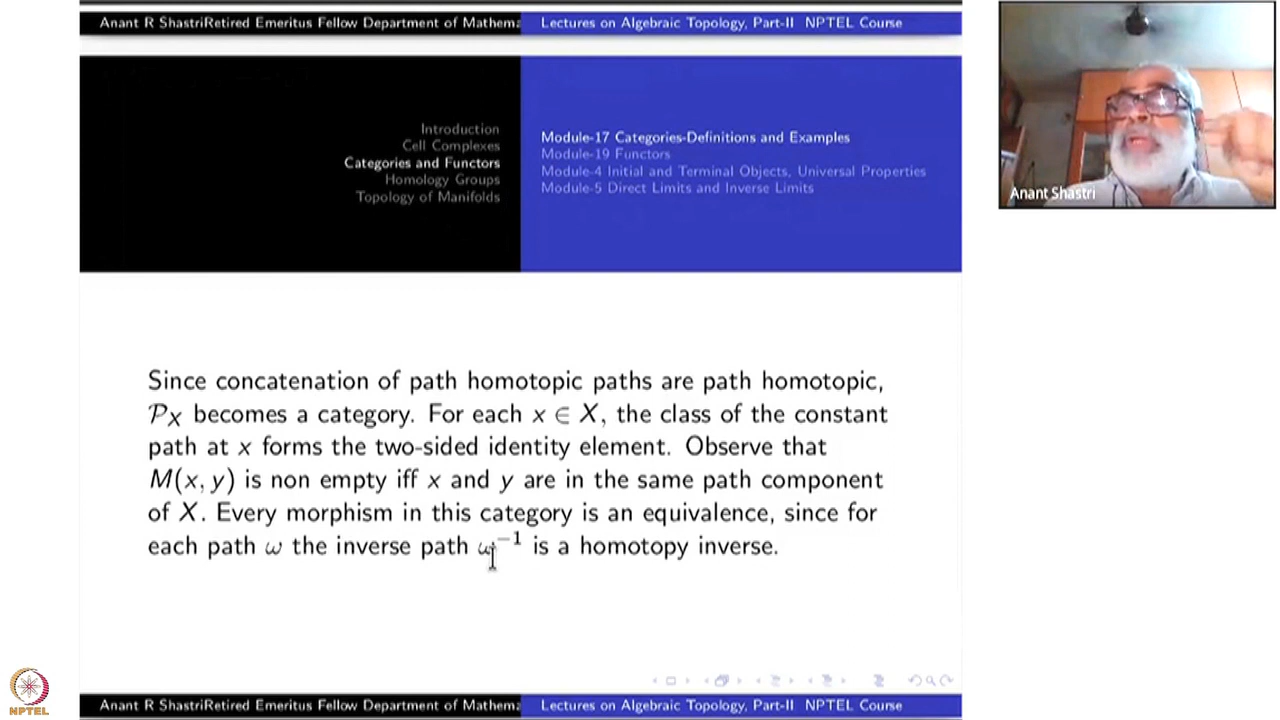 Anant R ShastriRetired Emeritus Fellow Department of Mathema
Lectures on Algebraic Topology, Part-II NPTEL Course
Introduction
Cell Complexes
Categories and Functors
Homology Groups
Topology of Manifolds
Module-17 Categories-Definitions and Examples
Module-19 Functors
Module-4 Initial and Terminal Objects, Universal Properties
Module-5 Direct Limits and Inverse Limits
Anant Shastri
Since concatenation of path homotopic paths are path homotopic,
𝒫_X becomes a category. For each x ∈ X, the class of the constant
path at x forms the two-sided identity element. Observe that
M(x, y) is non empty iff x and y are in the same path component
of X. Every morphism in this category is an equivalence, since for
each path ω the inverse path ω⁻¹ is a homotopy inverse.
NPTEL
Anant R ShastriRetired Emeritus Fellow Department of Mathema
Lectures on Algebraic Topology, Part-II NPTEL Course